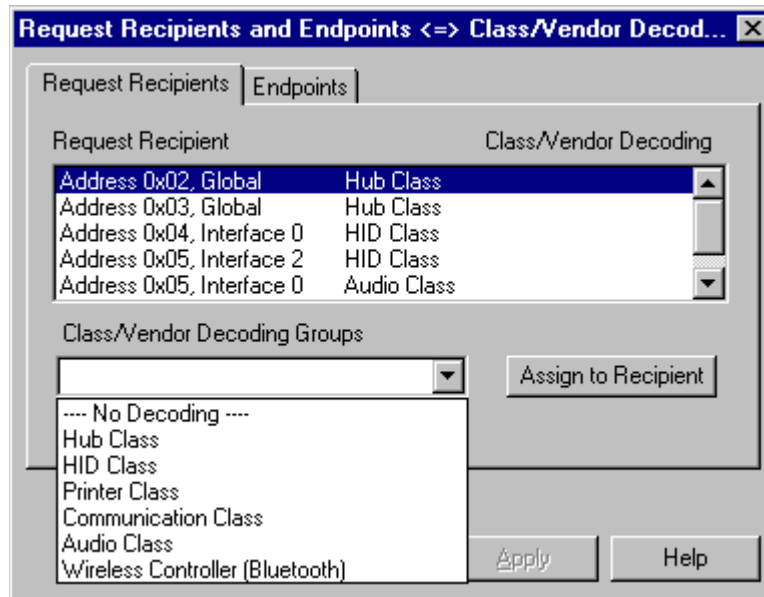 Request Recipients and Endpoints <=> Class/Vendor Decod...
Request Recipients Endpoints
Request Recipient Class/Vendor Decoding
Address 0x02, Global Hub Class
Address 0x03, Global Hub Class
Address 0x04, Interface 0 HID Class
Address 0x05, Interface 2 HID Class
Address 0x05, Interface 0 Audio Class
Class/Vendor Decoding Groups
Assign to Recipient
---- No Decoding ----
Hub Class
HID Class
Printer Class
Communication Class
Audio Class
Wireless Controller (Bluetooth)
Apply Help